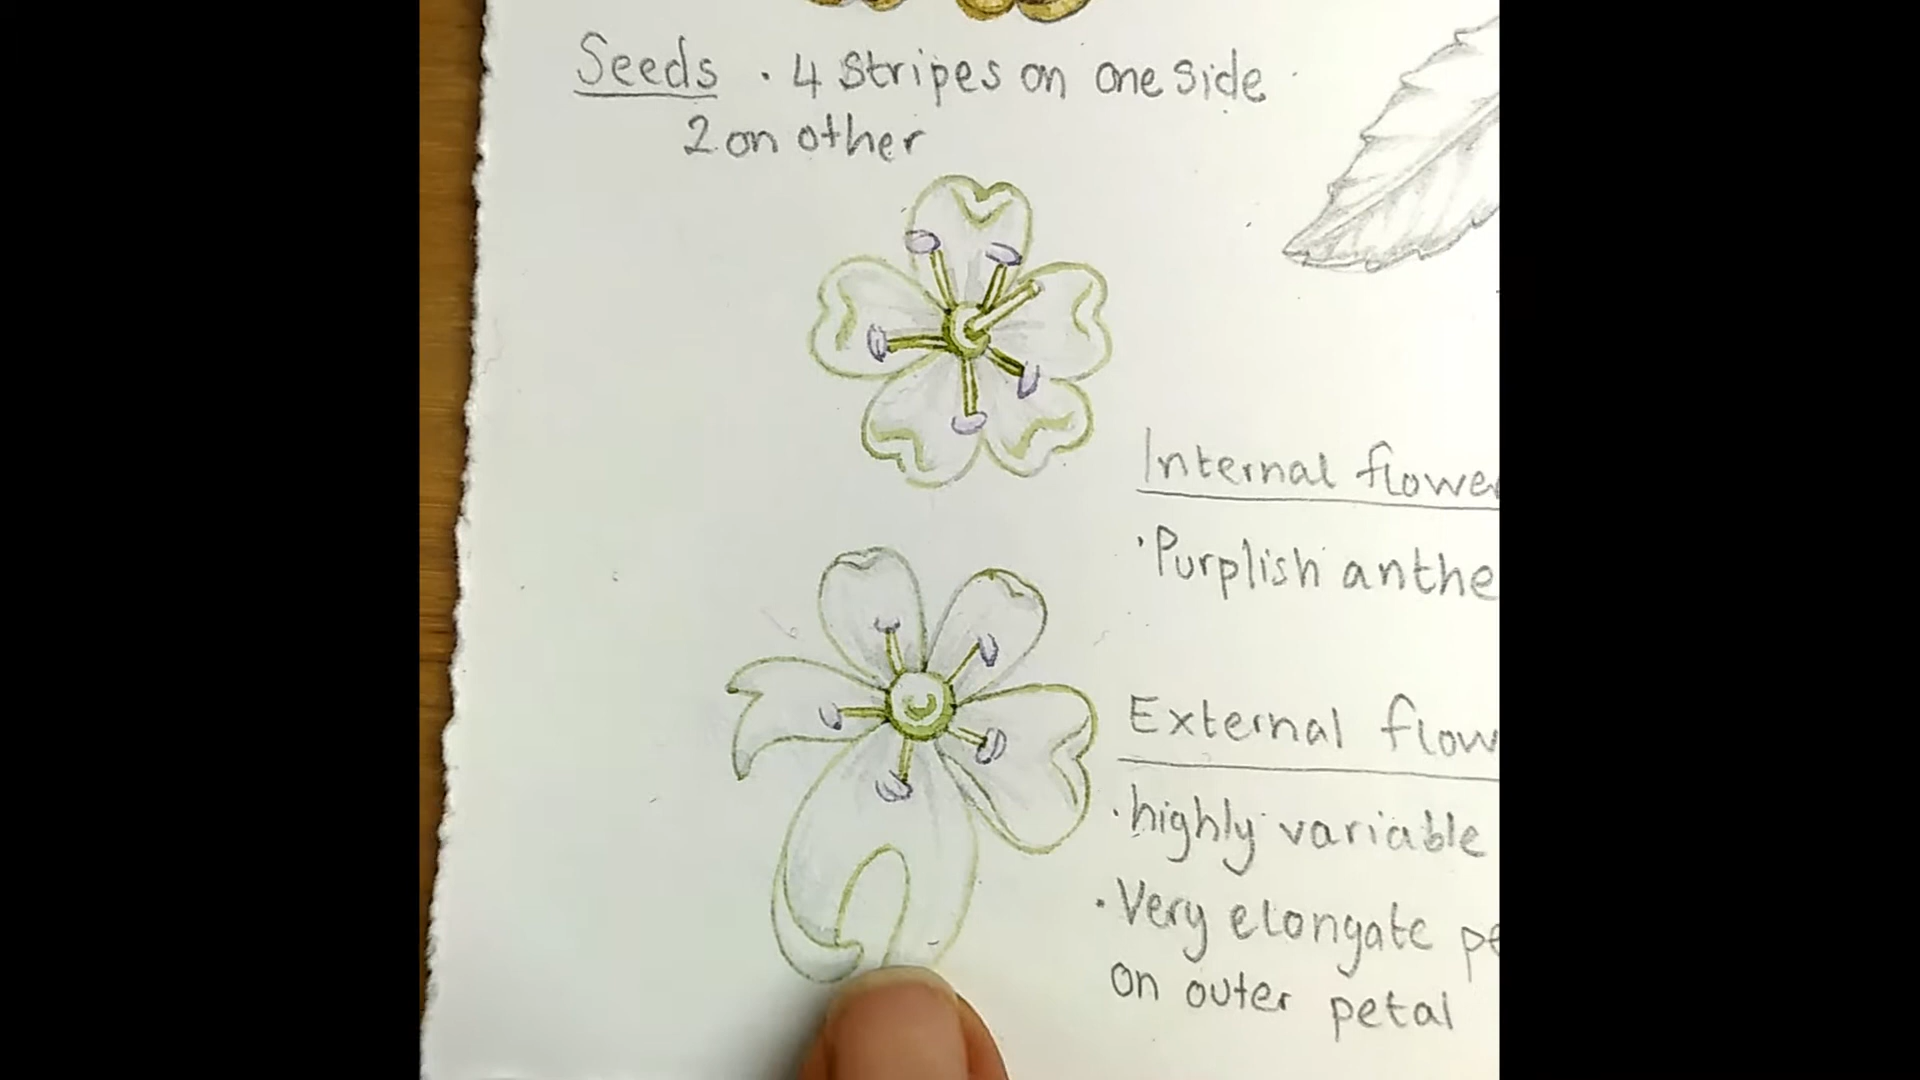 Seeds · 4 stripes on one side
2 on other
Internal flower
· Purplish anthe
External flow
· highly variable
· Very elongate pe
on outer petal